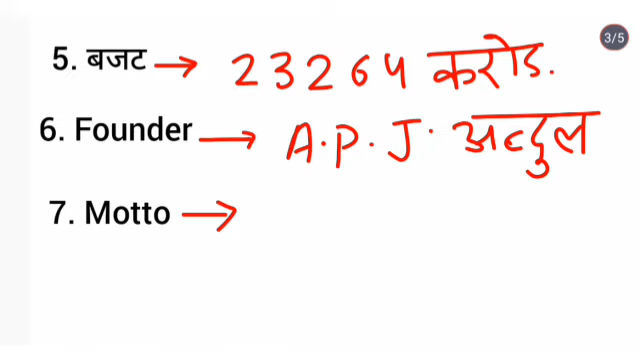 3/5
5. बजट → 23264 करोड.
6. Founder → A.P.J. अब्दुल
7. Motto →